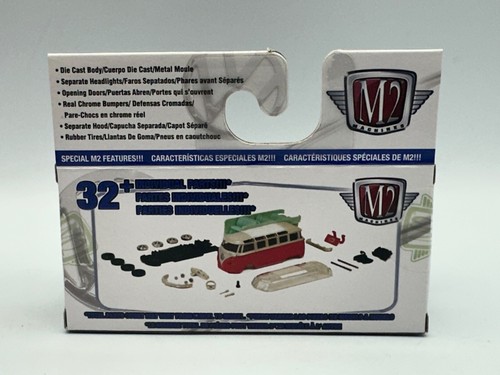 • Die Cast Body/Cuerpo Die Cast/Metal Moule
• Separate Headlights/Faros Sepatados/Phares avant Séparés
• Opening Doors/Puertas Abren/Portes qui s'ouvrent
• Real Chrome Bumpers/ Defensas Cromadas/
Pare-Chocs en chrome réel
• Separate Hood/Capucha Separada/Capot Séparé
• Rubber Tires/Llantas De Goma/Pneus en caoutchouc
M2
MACHINES
SPECIAL M2 FEATURES!!! CARACTERÍSTICAS ESPECIALES M2!!! CARACTÉRISTIQUES SPÉCIALES DE M2!!!
32+
M2
MACHINES